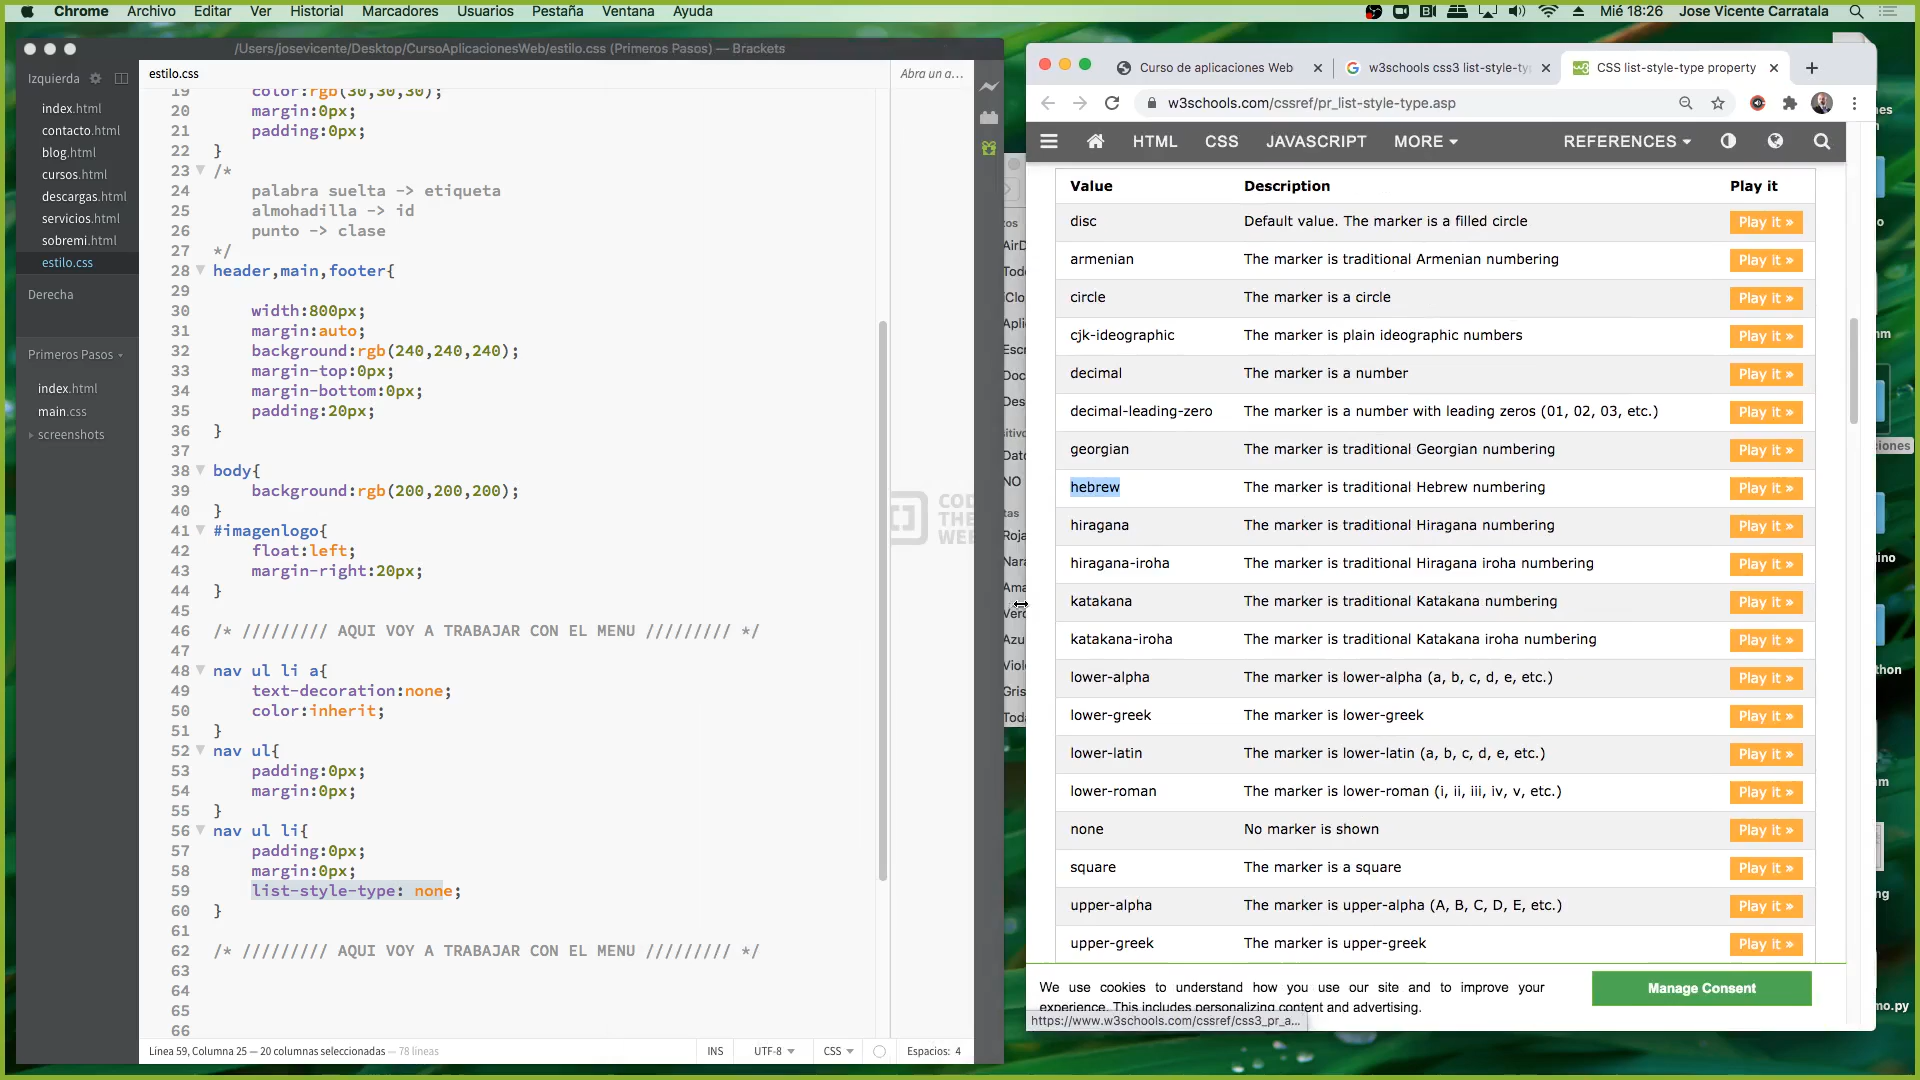 Chrome Archivo Editar Ver Historial Marcadores Usuarios Pestaña Ventana Ayuda Mié 18:26 Jose Vicente Carratala
/Users/josevicente/Desktop/CursoAplicacionesWeb/estilo.css (Primeros Pasos) — Brackets
Izquierda
index.html
contacto.html
blog.html
cursos.html
descargas.html
servicios.html
sobremi.html
estilo.css
Derecha
Primeros Pasos
index.html
main.css
screenshots
estilo.css
Abra un a...
19 color:rgb(30,30,30);
20 margin:0px;
21 padding:0px;
22 }
23 /*
24 palabra suelta -> etiqueta
25 almohadilla -> id
26 punto -> clase
27 */
28 header,main,footer{
29
30 width:800px;
31 margin:auto;
32 background:rgb(240,240,240);
33 margin-top:0px;
34 margin-bottom:0px;
35 padding:20px;
36 }
37
38 body{
39 background:rgb(200,200,200);
40 }
41 #imagenlogo{
42 float:left;
43 margin-right:20px;
44 }
45
46 /* ///////// AQUI VOY A TRABAJAR CON EL MENU ///////// */
47
48 nav ul li a{
49 text-decoration:none;
50 color:inherit;
51 }
52 nav ul{
53 padding:0px;
54 margin:0px;
55 }
56 nav ul li{
57 padding:0px;
58 margin:0px;
59 list-style-type: none;
60 }
61
62 /* ///////// AQUI VOY A TRABAJAR CON EL MENU ///////// */
63
64
65
66
COD
THE
WEE
Línea 59, Columna 25 — 20 columnas seleccionadas — 78 líneas
INS UTF-8 CSS Espacios: 4
Curso de aplicaciones Web
w3schools css3 list-style-ty
CSS list-style-type property
w3schools.com/cssref/pr_list-style-type.asp
HTML CSS JAVASCRIPT MORE REFERENCES
Value Description Play it
disc Default value. The marker is a filled circle Play it »
armenian The marker is traditional Armenian numbering Play it »
circle The marker is a circle Play it »
cjk-ideographic The marker is plain ideographic numbers Play it »
decimal The marker is a number Play it »
decimal-leading-zero The marker is a number with leading zeros (01, 02, 03, etc.) Play it »
georgian The marker is traditional Georgian numbering Play it »
hebrew The marker is traditional Hebrew numbering Play it »
hiragana The marker is traditional Hiragana numbering Play it »
hiragana-iroha The marker is traditional Hiragana iroha numbering Play it »
katakana The marker is traditional Katakana numbering Play it »
katakana-iroha The marker is traditional Katakana iroha numbering Play it »
lower-alpha The marker is lower-alpha (a, b, c, d, e, etc.) Play it »
lower-greek The marker is lower-greek Play it »
lower-latin The marker is lower-latin (a, b, c, d, e, etc.) Play it »
lower-roman The marker is lower-roman (i, ii, iii, iv, v, etc.) Play it »
none No marker is shown Play it »
square The marker is a square Play it »
upper-alpha The marker is upper-alpha (A, B, C, D, E, etc.) Play it »
upper-greek The marker is upper-greek Play it »
We use cookies to understand how you use our site and to improve your
experience. This includes personalizing content and advertising.
Manage Consent
https://www.w3schools.com/cssref/css3_pr_a...